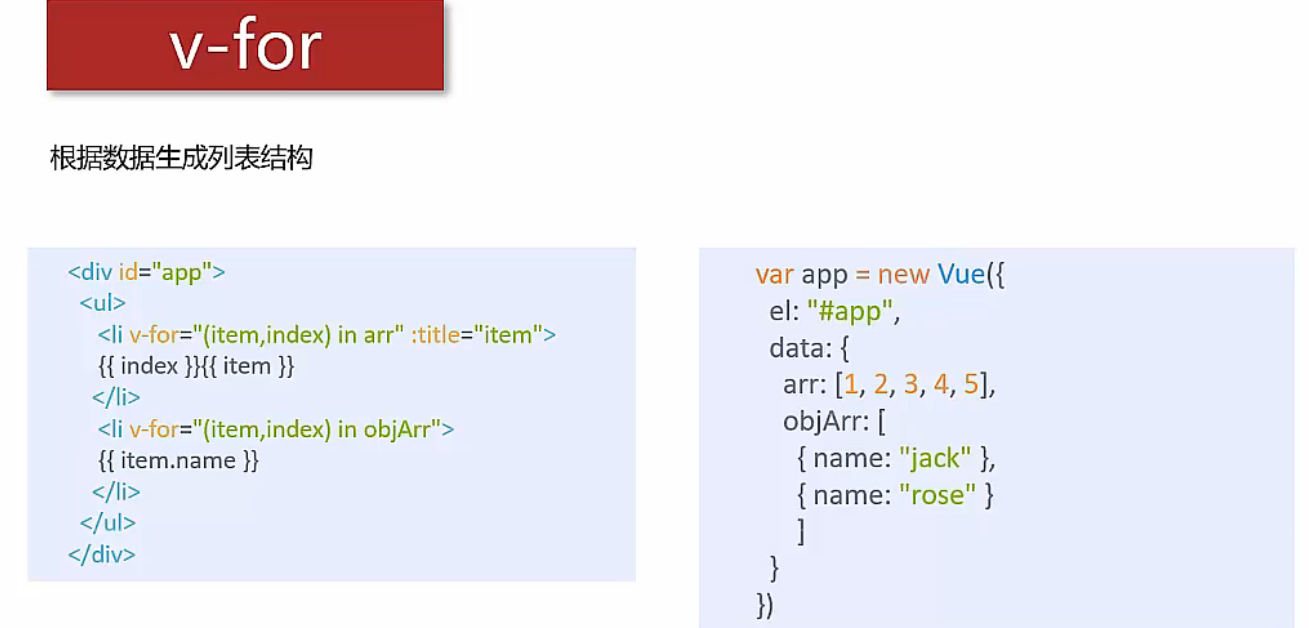 v-for
根据数据生成列表结构
<div id="app">
<ul>
<li v-for="(item,index) in arr" :title="item">
{{ index }}{{ item }}
</li>
<li v-for="(item,index) in objArr">
{{ item.name }}
</li>
</ul>
</div>
var app = new Vue({
el: "#app",
data: {
arr: [1, 2, 3, 4, 5],
objArr: [
{ name: "jack" },
{ name: "rose" }
]
}
})